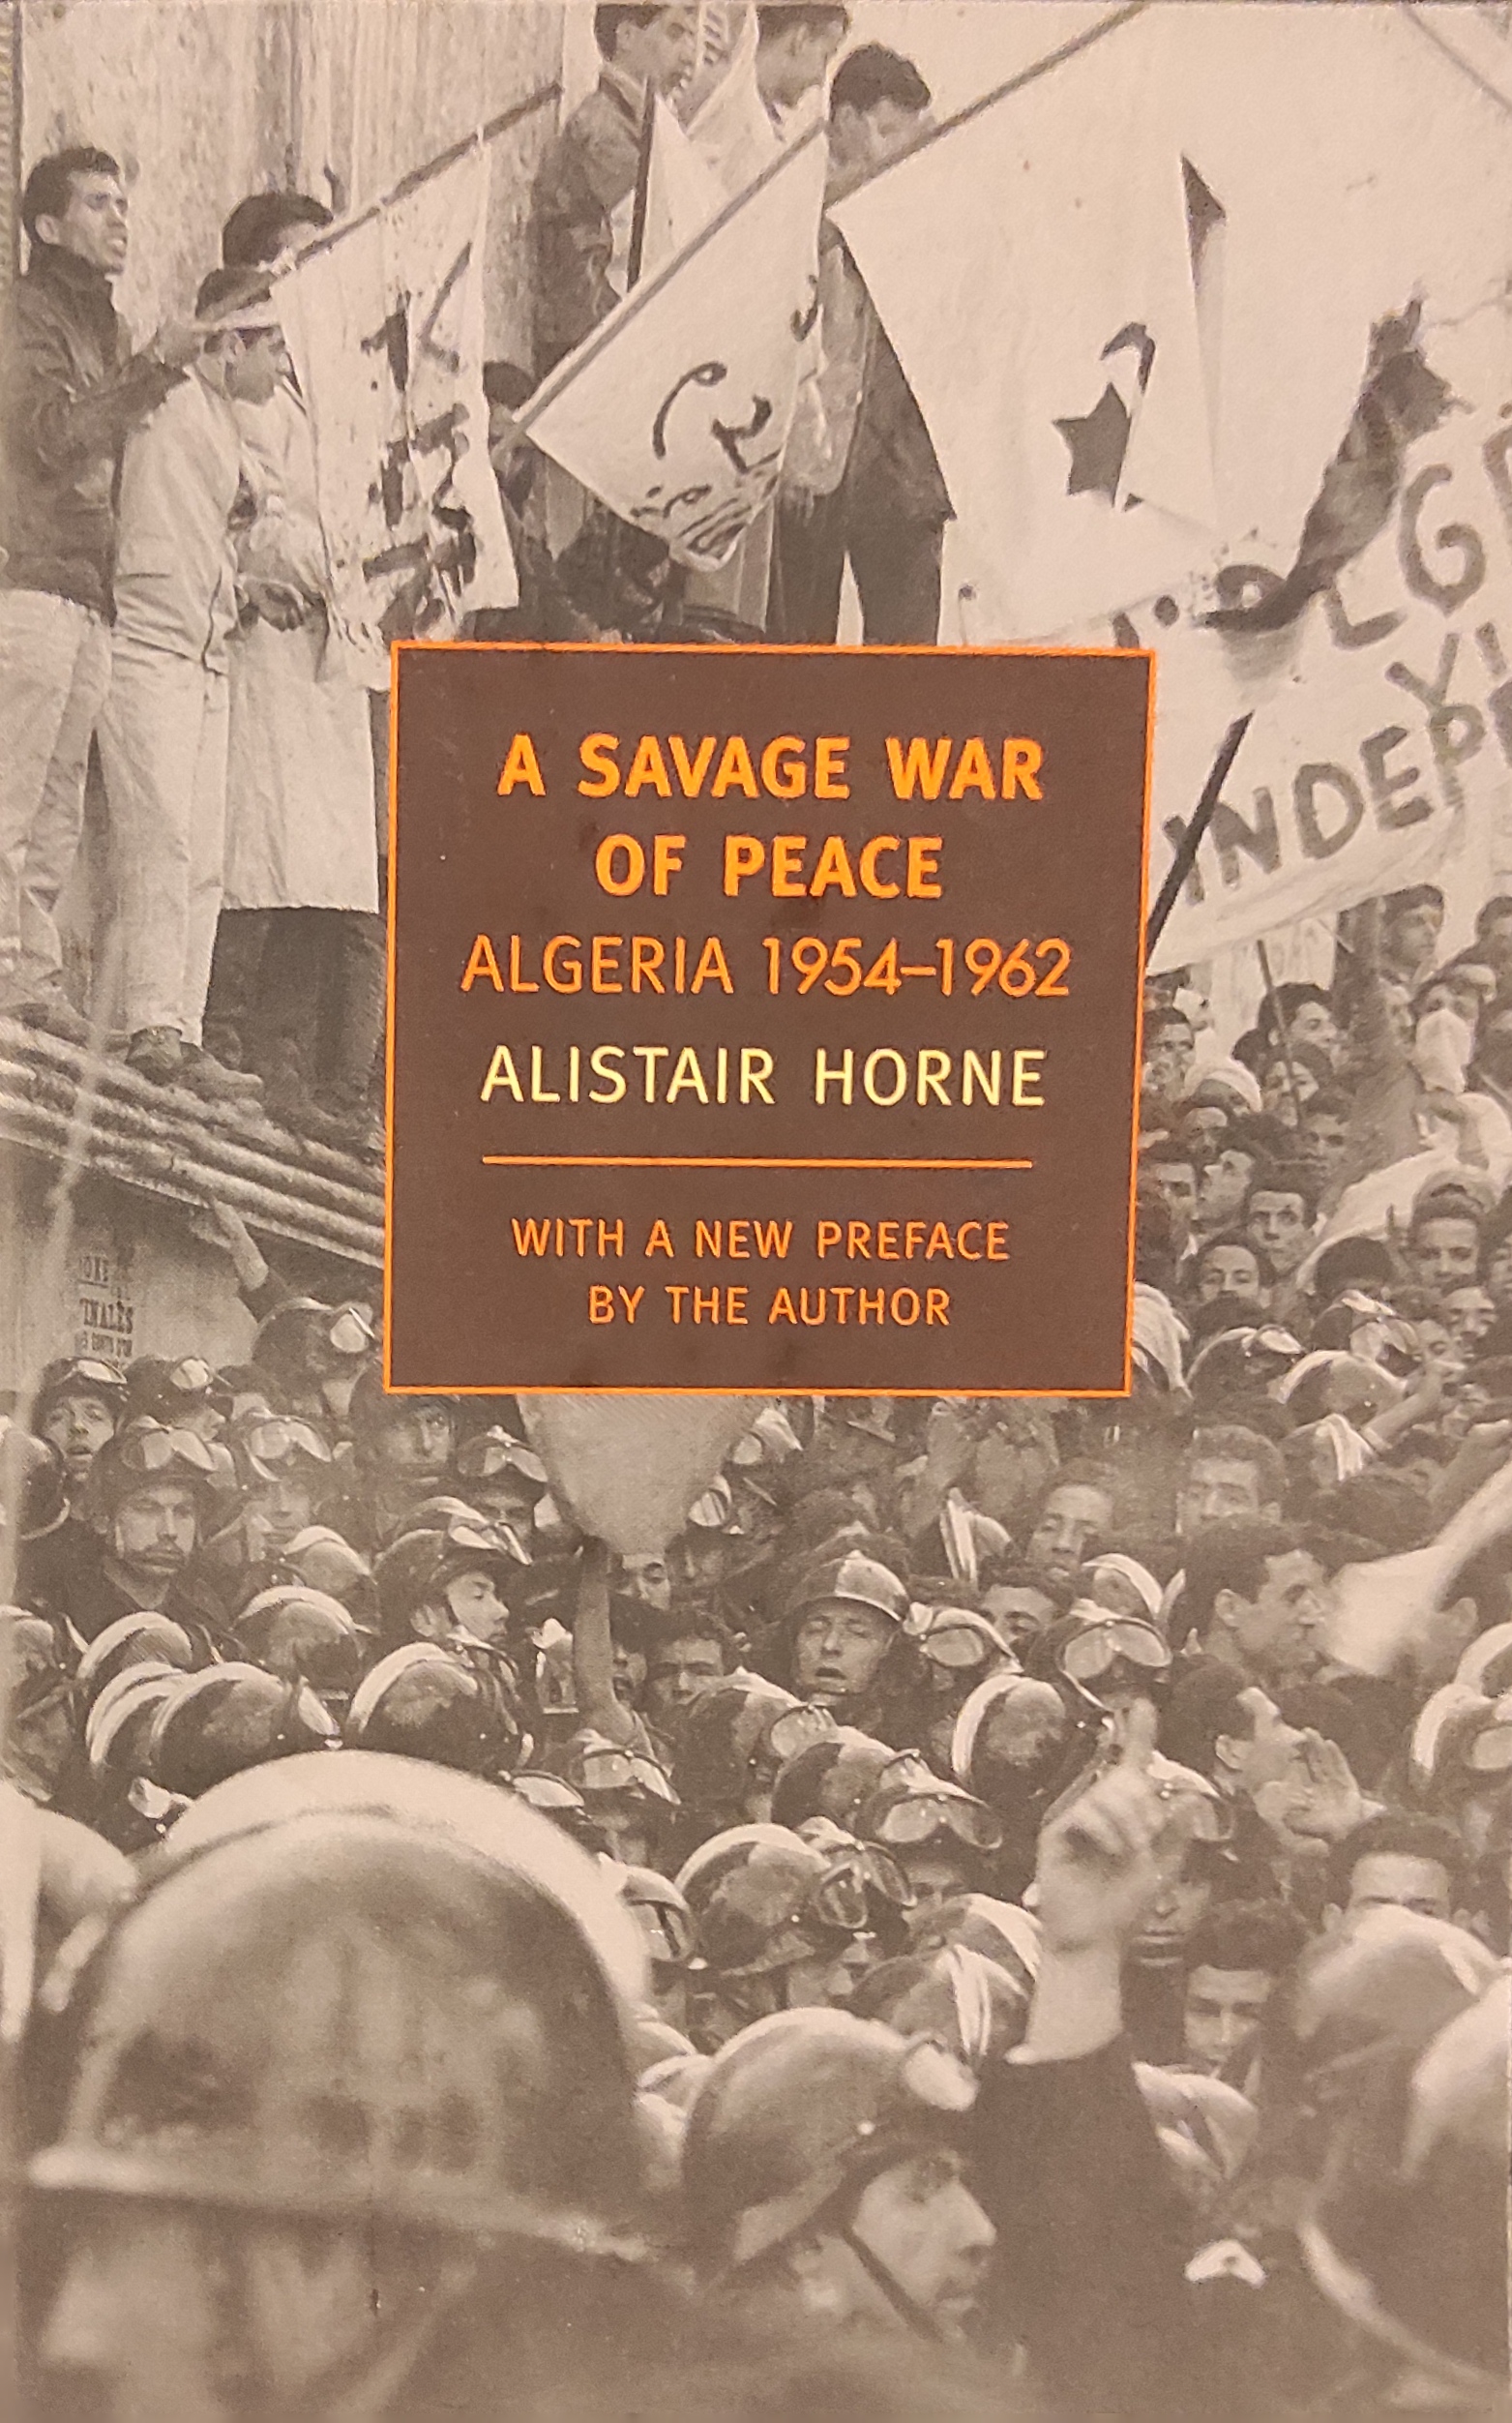 A SAVAGE WAR
OF PEACE
ALGERIA 1954–1962
ALISTAIR HORNE
WITH A NEW PREFACE
BY THE AUTHOR